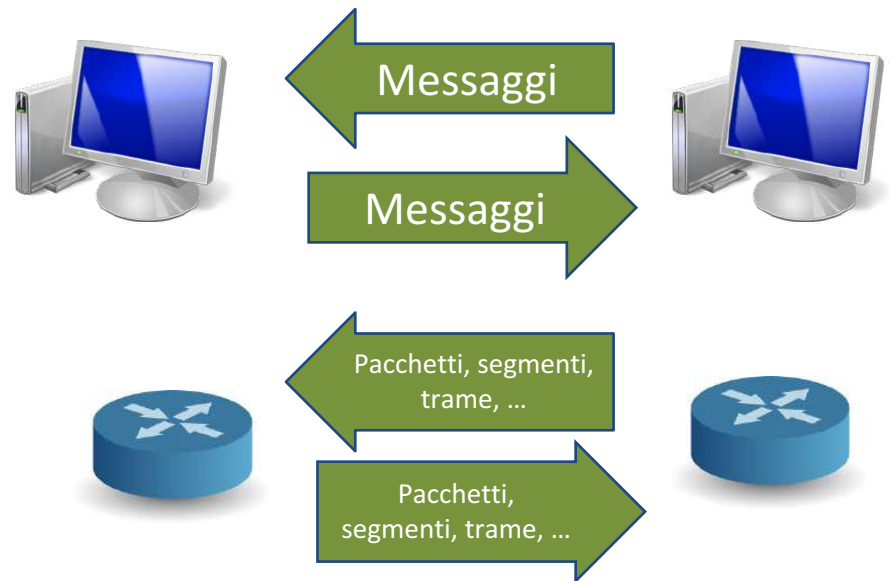 Messaggi
Messaggi
Pacchetti, segmenti,
trame, …
Pacchetti,
segmenti, trame, …